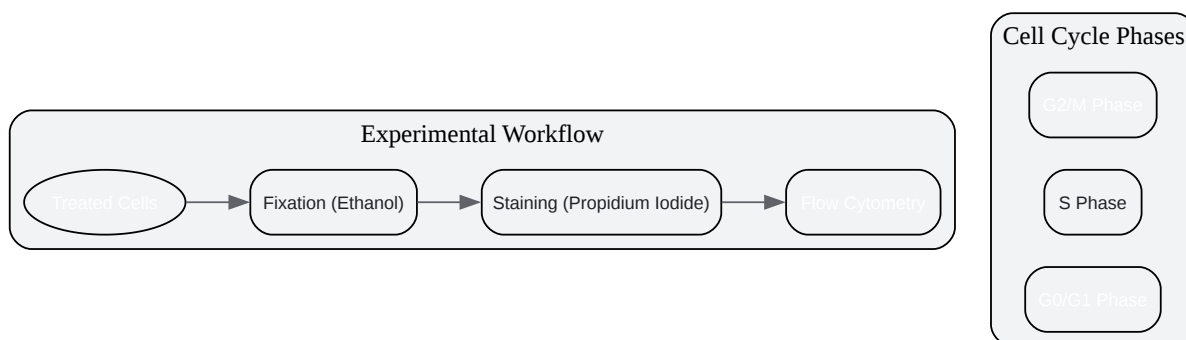 Experimental Workflow
Treated Cells
Fixation (Ethanol)
Staining (Propidium Iodide)
Flow Cytometry
Cell Cycle Phases
G2/M Phase
S Phase
G0/G1 Phase